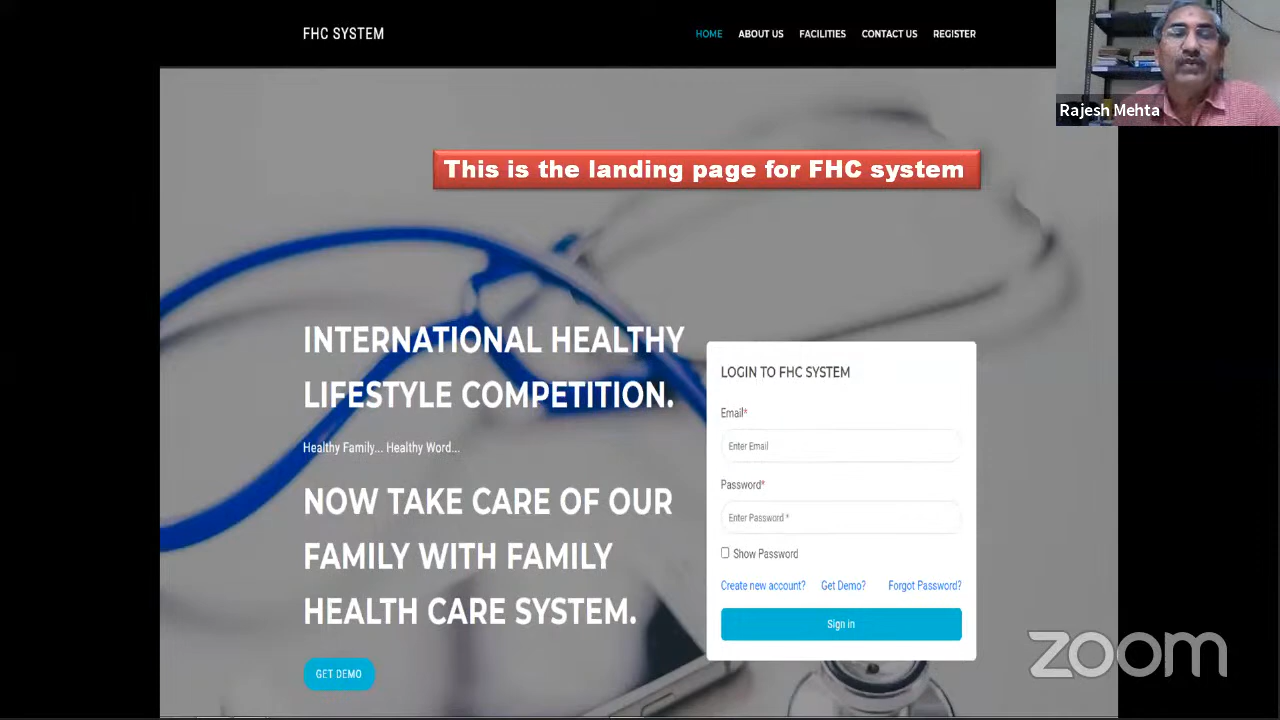 FHC SYSTEM
HOME ABOUT US FACILITIES CONTACT US REGISTER
Rajesh Mehta
This is the landing page for FHC system
INTERNATIONAL HEALTHY
LIFESTYLE COMPETITION.
Healthy Family... Healthy Word...
NOW TAKE CARE OF OUR
FAMILY WITH FAMILY
HEALTH CARE SYSTEM.
GET DEMO
LOGIN TO FHC SYSTEM
Email*
Enter Email
Password*
Enter Password *
Show Password
Create new account? Get Demo? Forgot Password?
Sign in
zoom